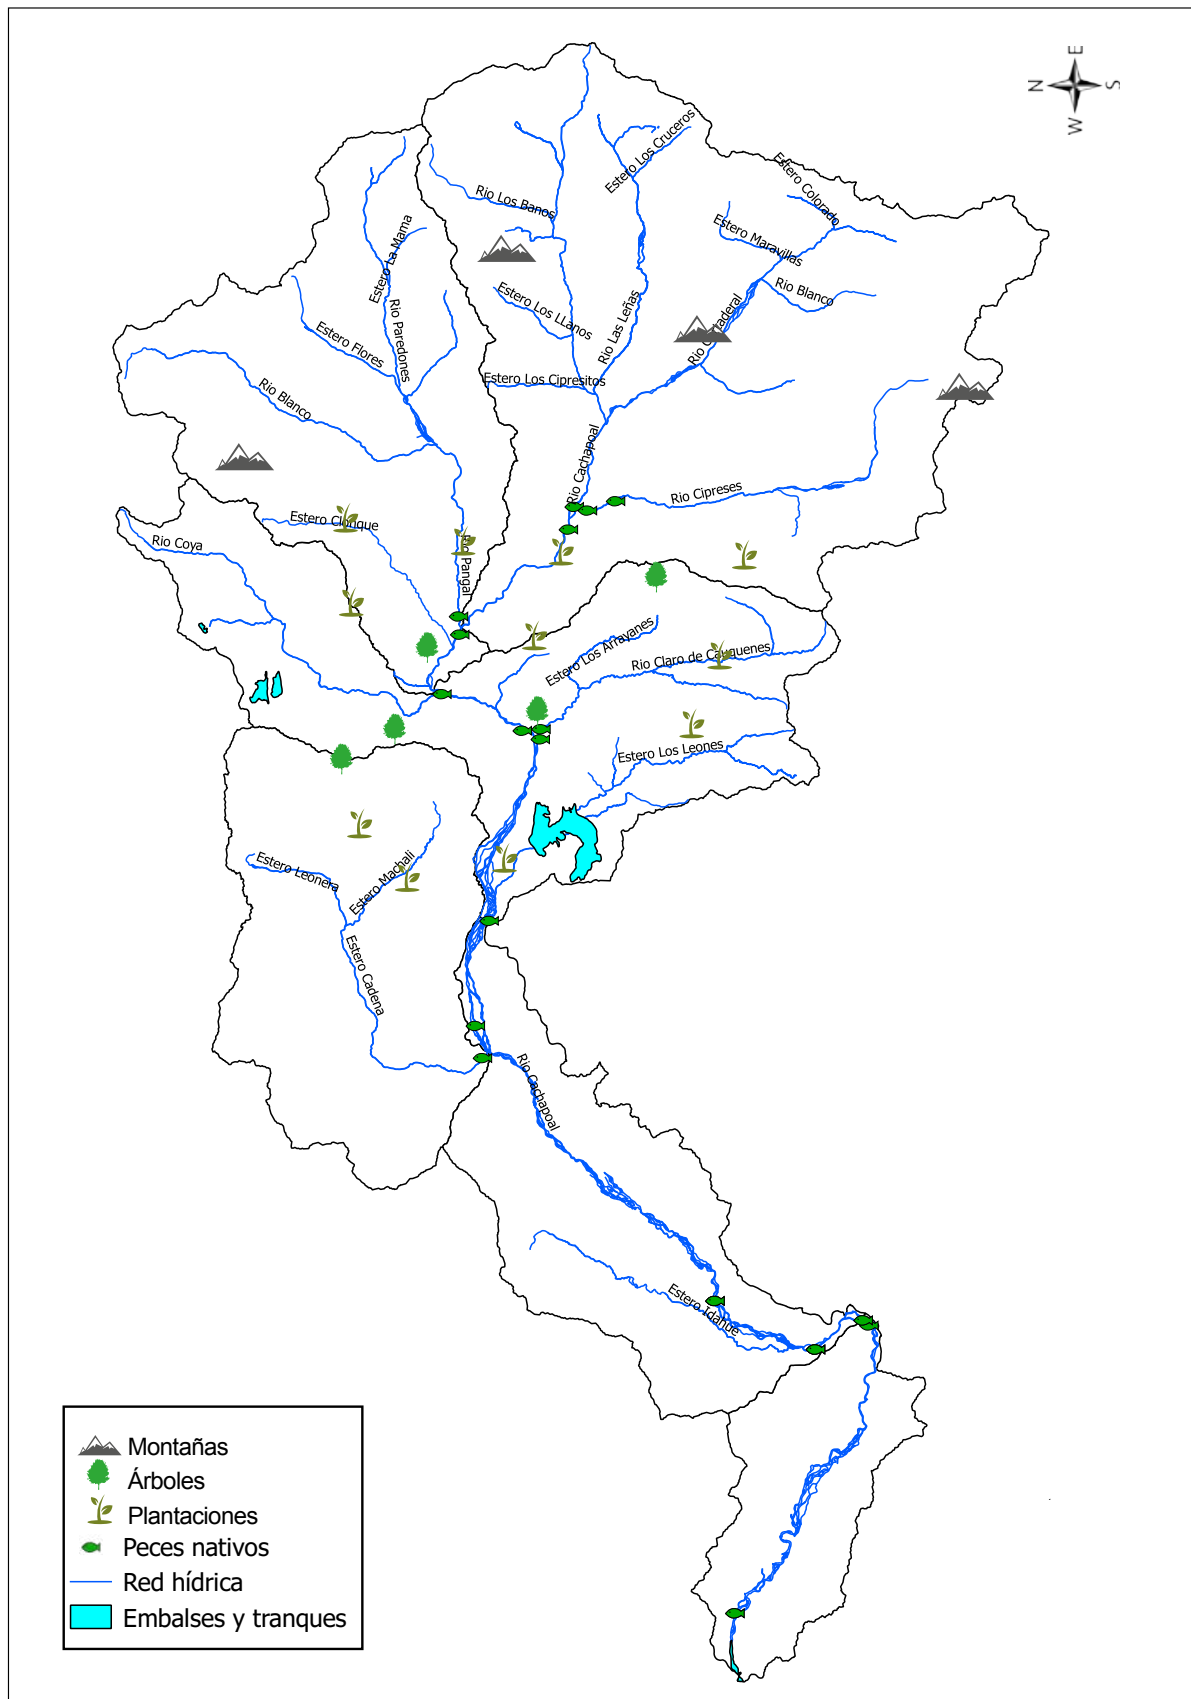 E
N
S
W
Estero Los Cruceros
Estero Colorado
Rio Los Banos
Estero La Mama
Estero Maravillas
Rio Blanco
Estero Los LLanos
Rio Las Leñas
Rio Paredones
Estero Flores
Estero Los Cipresitos
Rio Blanco
Rio Cachapoal
Rio Cipreses
Estero Clonque
Rio Coya
Rio Pangal
Estero Los Arrayanes
Rio Claro de Cauquenes
Estero Los Leones
Estero Leonera
Estero Machali
Estero Cadena
Rio Cachapoal
Estero Idahue
Montañas
Árboles
Plantaciones
Peces nativos
Red hídrica
Embalses y tranques